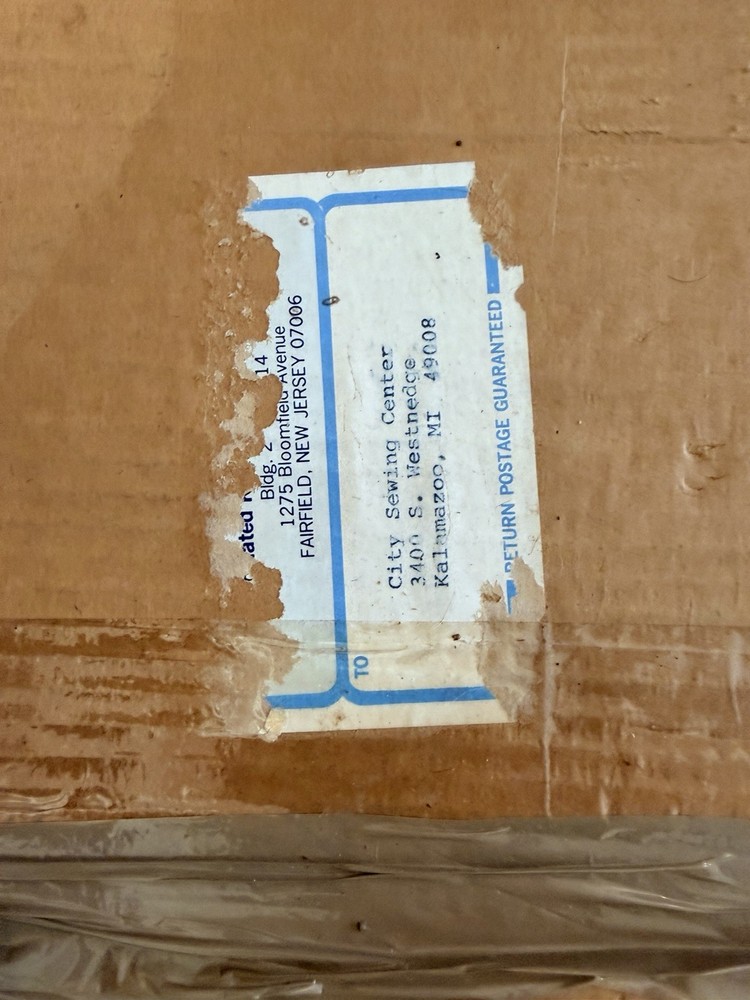 Bldg. 2 14
1275 Bloomfield Avenue
FAIRFIELD, NEW JERSEY 07006
TO
City Sewing Center
3400 S. Westnedge
Kalamazoo, MI 49008
RETURN POSTAGE GUARANTEED